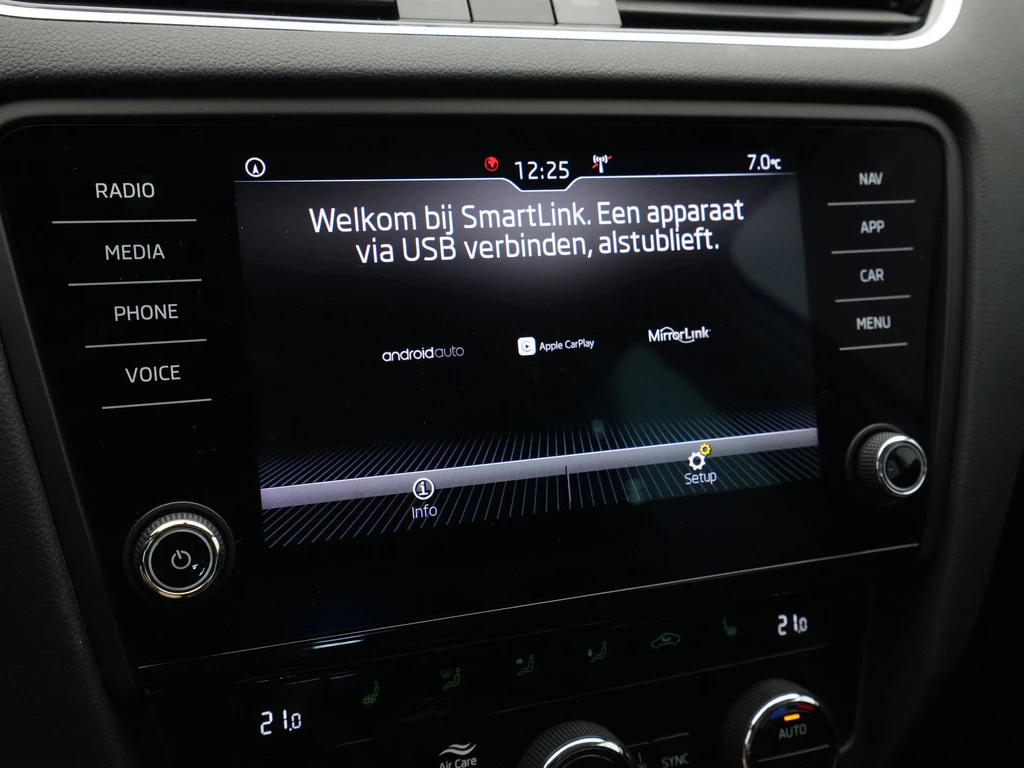 12:25
7.0°C
RADIO
MEDIA
PHONE
VOICE
Welkom bij SmartLink. Een apparaat
via USB verbinden, alstublieft.
androidauto
Apple CarPlay
MirrorLink
Info
Setup
NAV
APP
CAR
MENU
21.0
21.0
Air Care
SYNC
AUTO